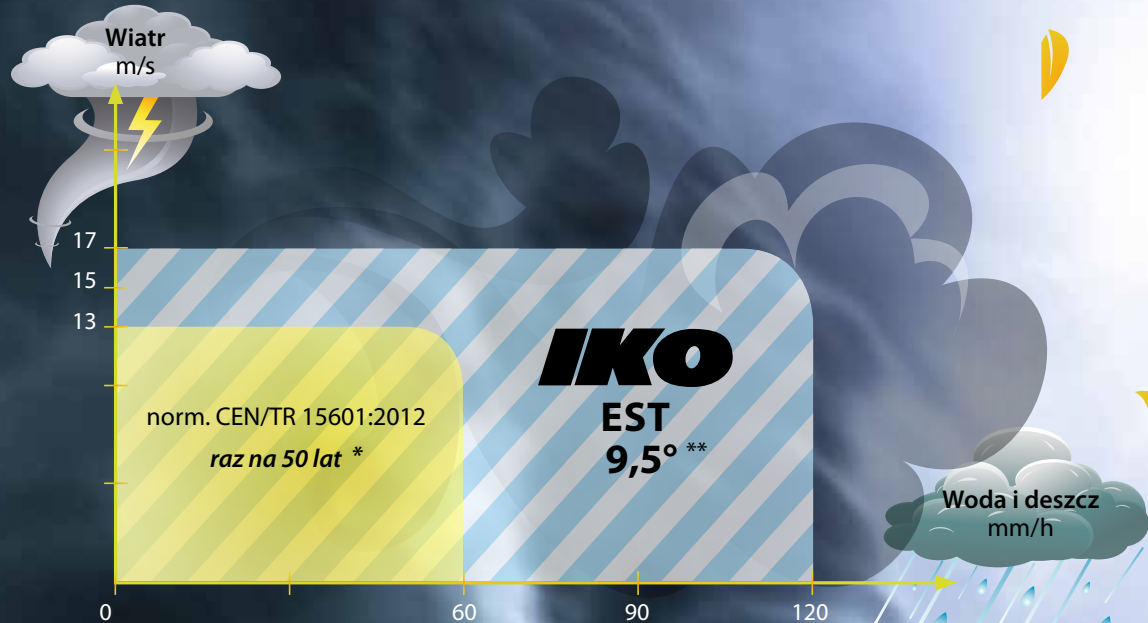 Wiatr
m/s
17
15
13
norm. CEN/TR 15601:2012
raz na 50 lat *
IKO
EST
9,5° **
Woda i deszcz
mm/h
0
60
90
120